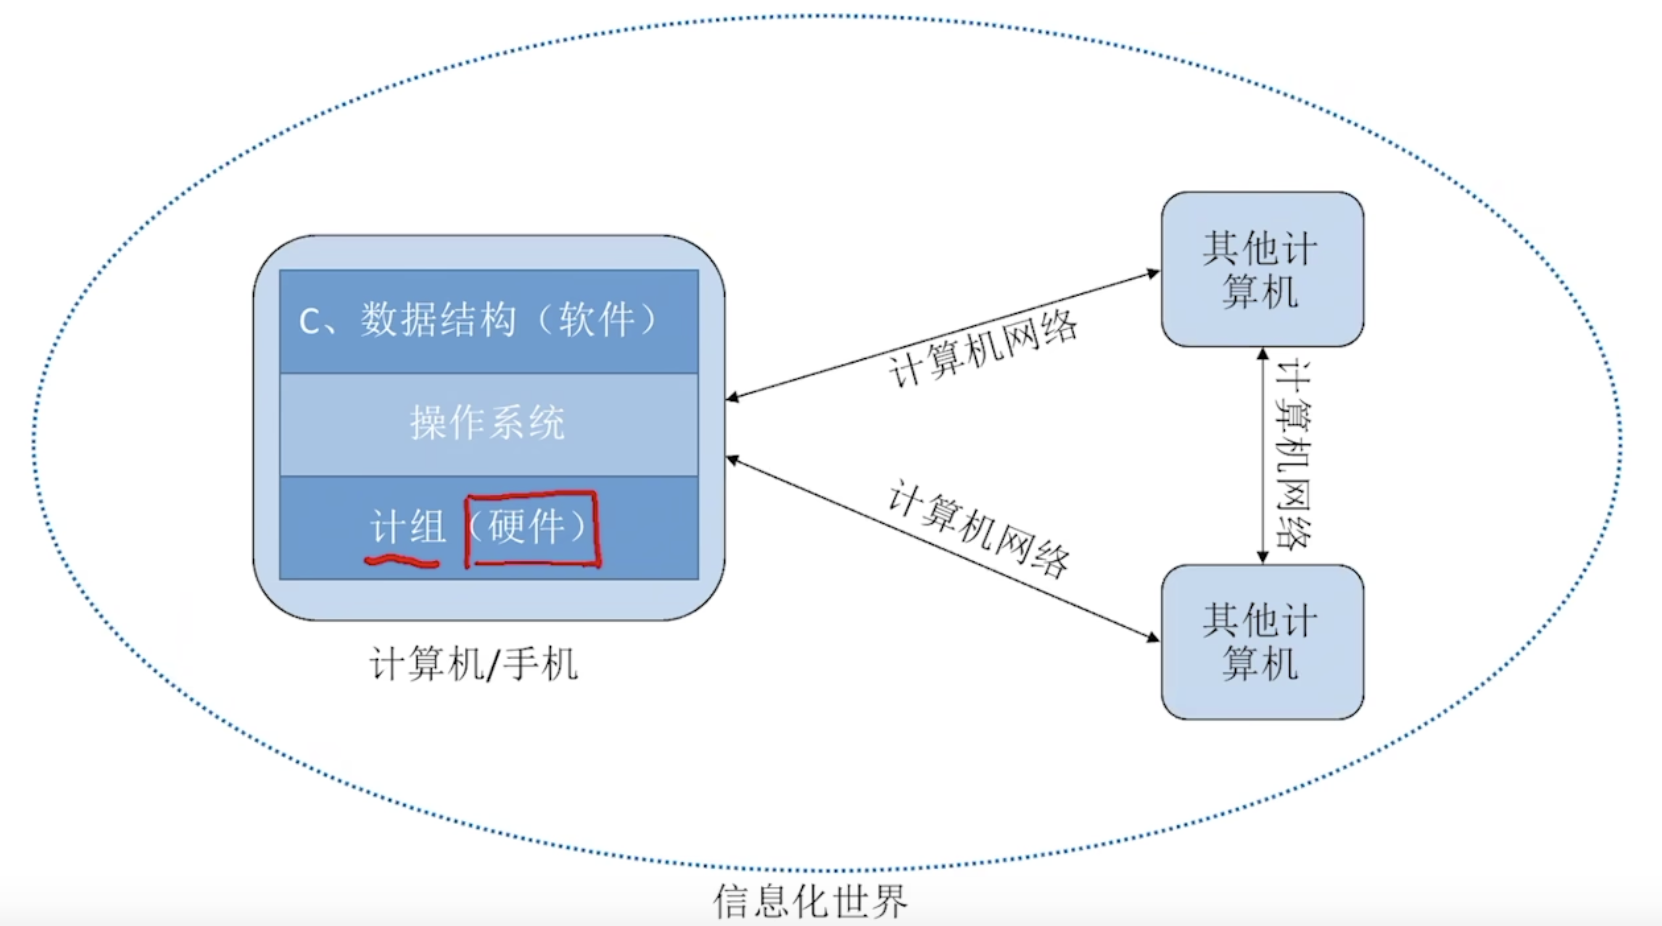 C、数据结构（软件）
操作系统
计组（硬件）
计算机/手机
计算机网络
计算机网络
其他计
算机
计算机网络
其他计
算机
信息化世界